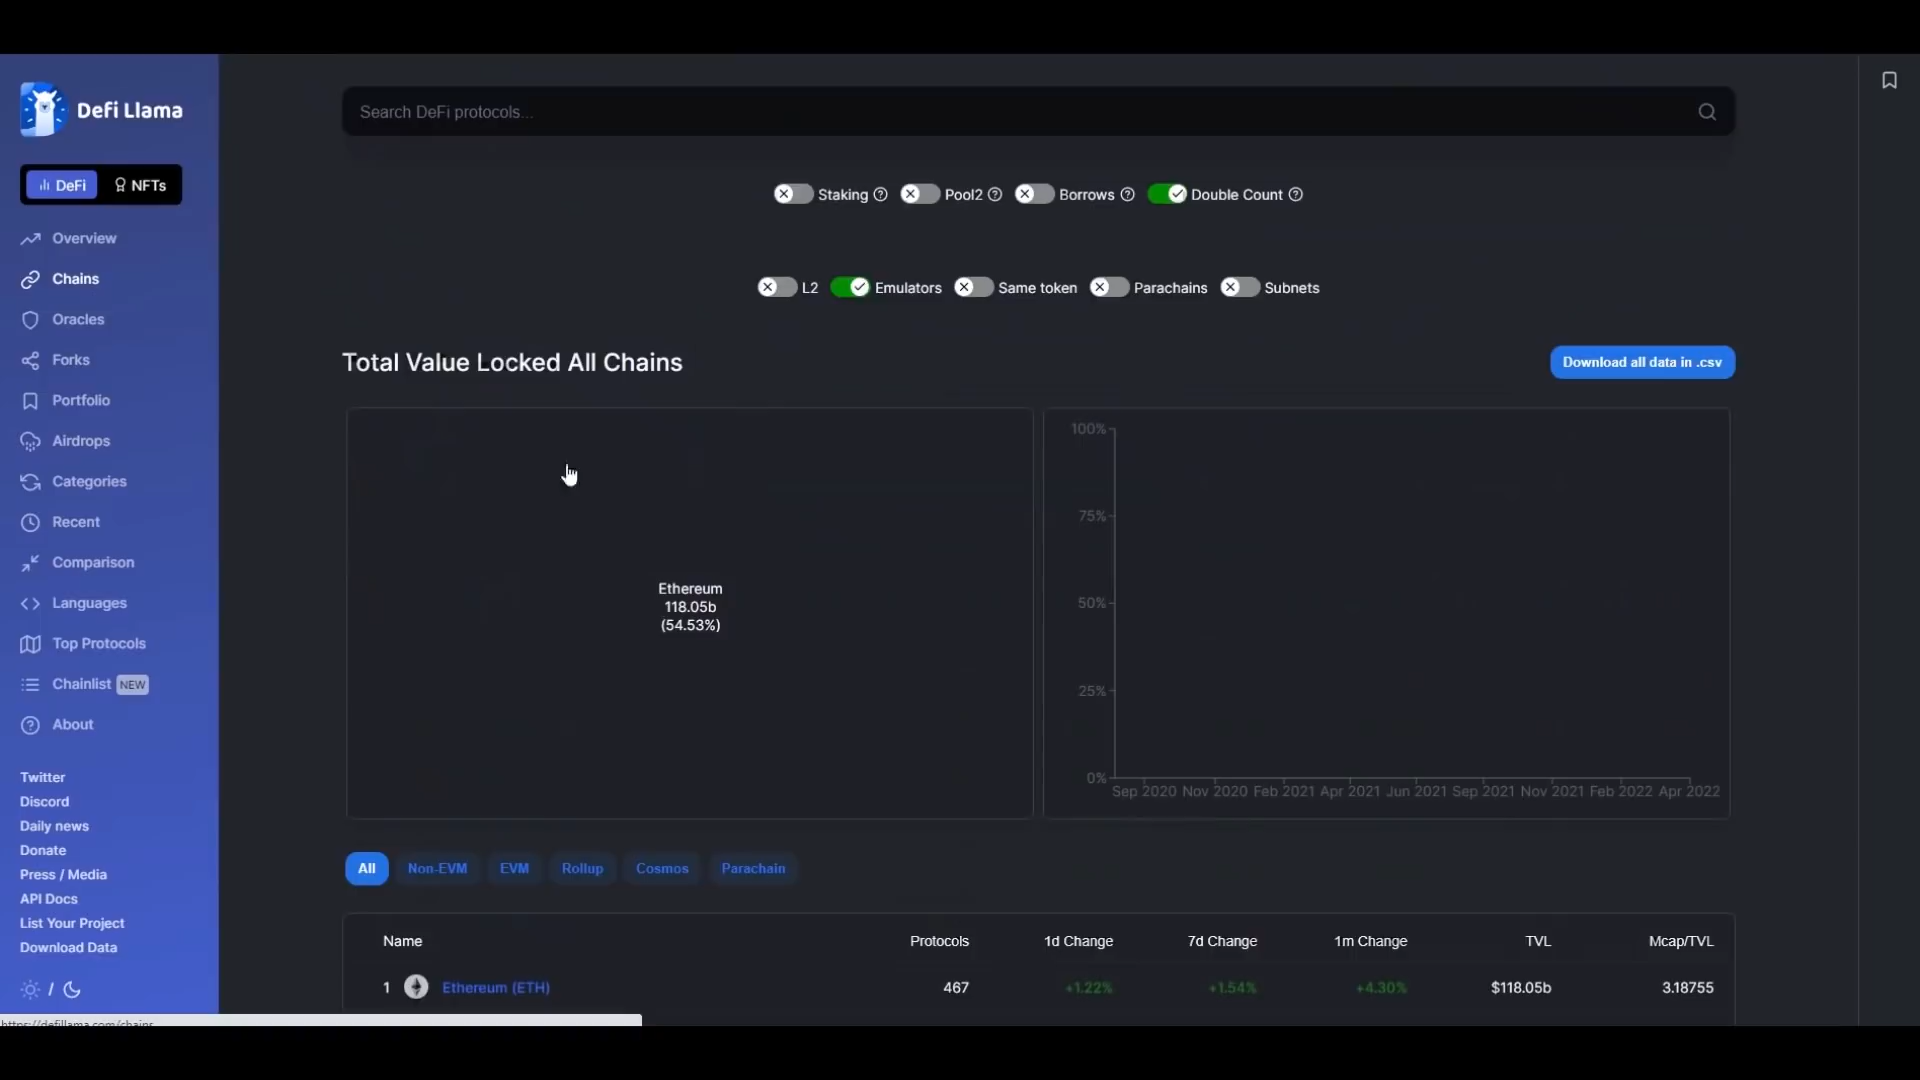 Defi Llama
DeFi
NFTs
Overview
Chains
Oracles
Forks
Portfolio
Airdrops
Categories
Recent
Comparison
Languages
Top Protocols
Chainlist NEW
About
Twitter
Discord
Daily news
Donate
Press / Media
API Docs
List Your Project
Download Data
/
https://defillama.com/chains
Search DeFi protocols...
Staking Pool2 Borrows Double Count
L2 Emulators Same token Parachains Subnets
Total Value Locked All Chains
Download all data in .csv
Ethereum
118.05b
(54.53%)
100%
75%
50%
25%
0%
Sep 2020 Nov 2020 Feb 2021 Apr 2021 Jun 2021 Sep 2021 Nov 2021 Feb 2022 Apr 2022
All Non-EVM EVM Rollup Cosmos Parachain
Name Protocols 1d Change 7d Change 1m Change TVL Mcap/TVL
1 Ethereum (ETH) 467 +1.22% +1.54% +4.30% $118.05b 3.18755